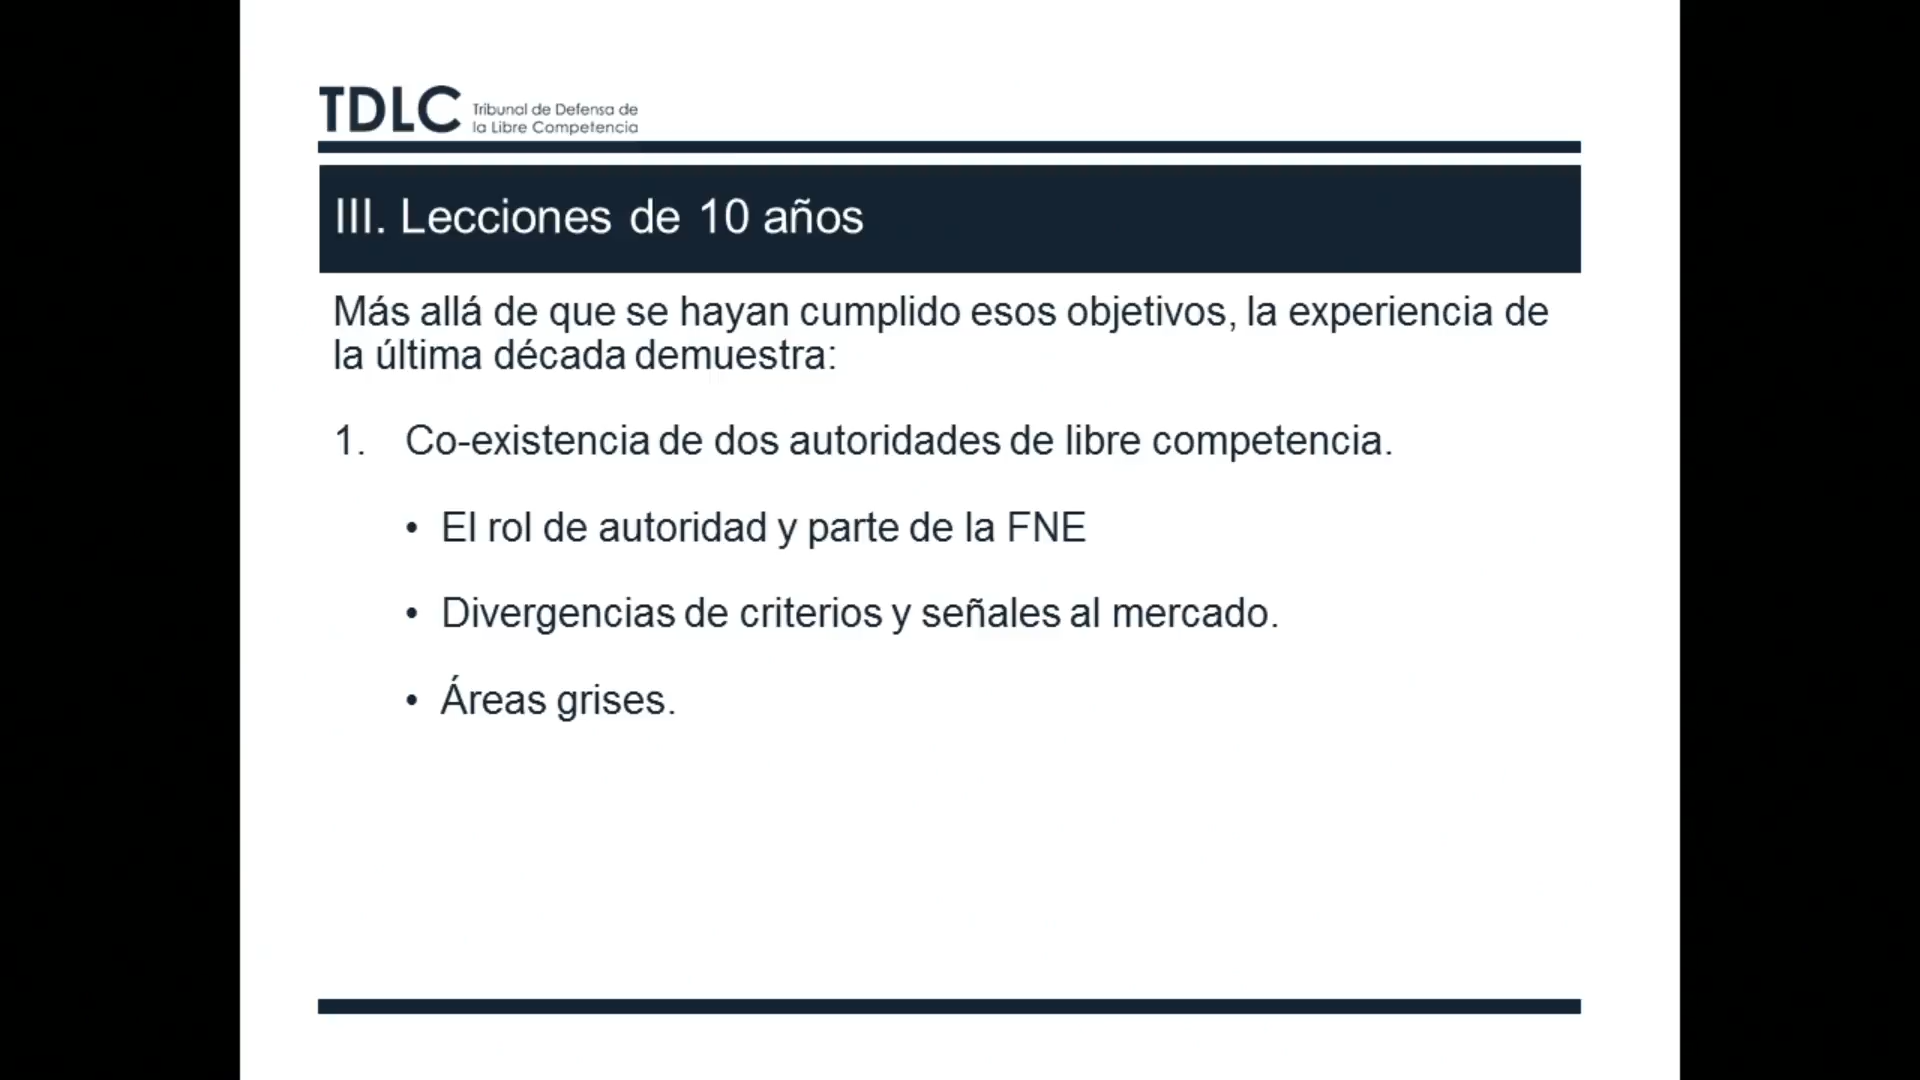 TDLC Tribunal de Defensa de
la Libre Competencia
III. Lecciones de 10 años
Más allá de que se hayan cumplido esos objetivos, la experiencia de
la última década demuestra:
1. Co-existencia de dos autoridades de libre competencia.
• El rol de autoridad y parte de la FNE
• Divergencias de criterios y señales al mercado.
• Áreas grises.